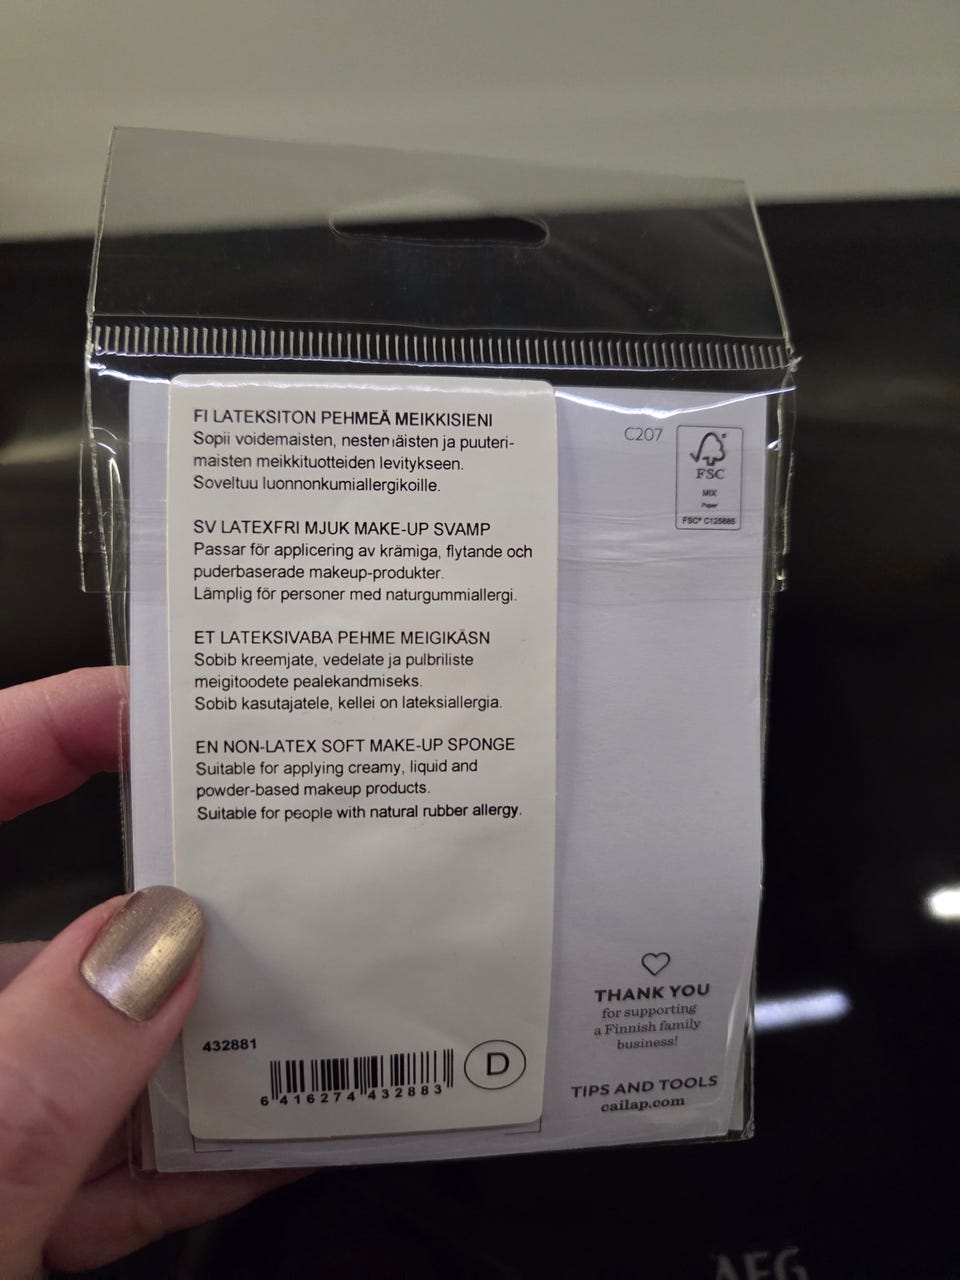 FI LATEKSITON PEHMEÄ MEIKKISIENI
Sopii voidemaisten, nestemäisten ja puuteri-
maisten meikkituotteiden levitykseen.
Soveltuu luonnonkumiallergikoille.
SV LATEXFRI MJUK MAKE-UP SVAMP
Passar för applicering av krämiga, flytande och
puderbaserade makeup-produkter.
Lämplig för personer med naturgummiallergi.
ET LATEKSIVABA PEHME MEIGIKÄSN
Sobib kreemjate, vedelate ja pulbriliste
meigitoodete pealekandmiseks.
Sobib kasutajatele, kellel on lateksiallergia.
EN NON-LATEX SOFT MAKE-UP SPONGE
Suitable for applying creamy, liquid and
powder-based makeup products.
Suitable for people with natural rubber allergy.
432881
6 416274 432883
D
C207
FSC
MIX
Paper
FSC® C125685
THANK YOU
for supporting
a Finnish family
business!
TIPS AND TOOLS
cailap.com
AEG